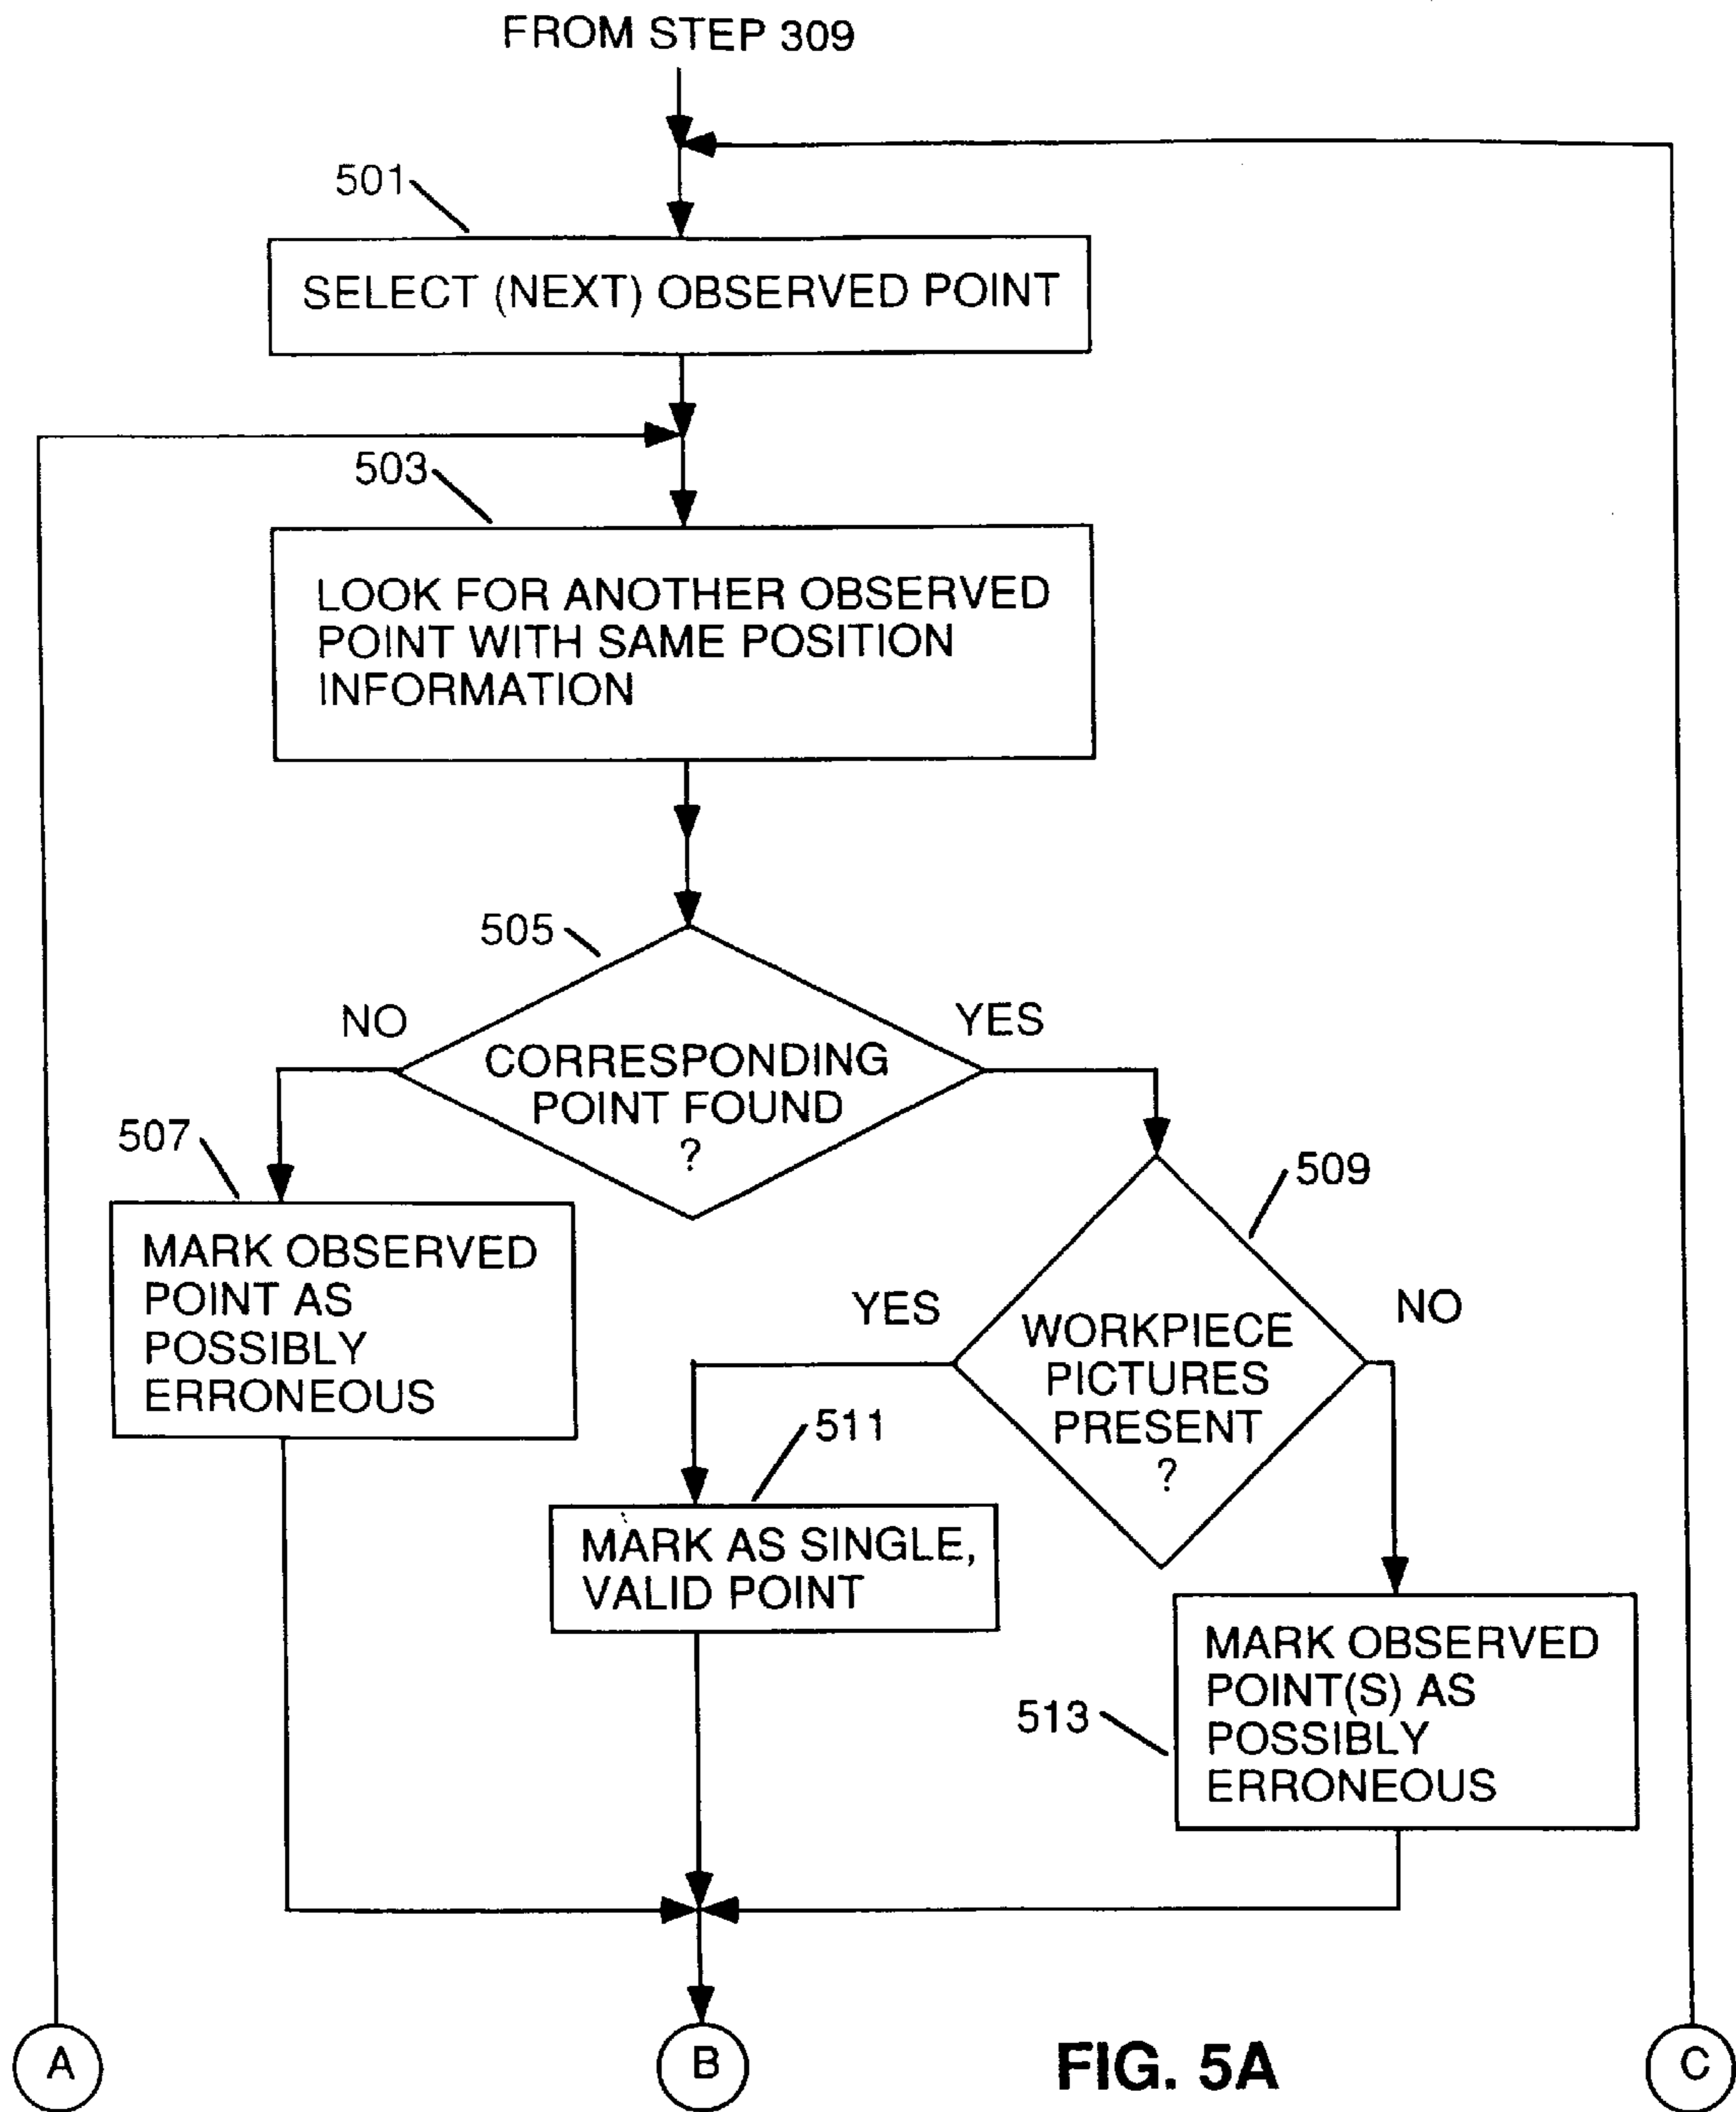 FROM STEP 309
501
SELECT (NEXT) OBSERVED POINT
503
LOOK FOR ANOTHER OBSERVED
POINT WITH SAME POSITION
INFORMATION
505
NO
YES
CORRESPONDING
POINT FOUND
?
507
MARK OBSERVED
POINT AS
POSSIBLY
ERRONEOUS
509
YES
NO
WORKPIECE
PICTURES
PRESENT
?
511
MARK AS SINGLE,
VALID POINT
513
MARK OBSERVED
POINT(S) AS
POSSIBLY
ERRONEOUS
A
B
FIG. 5A
C